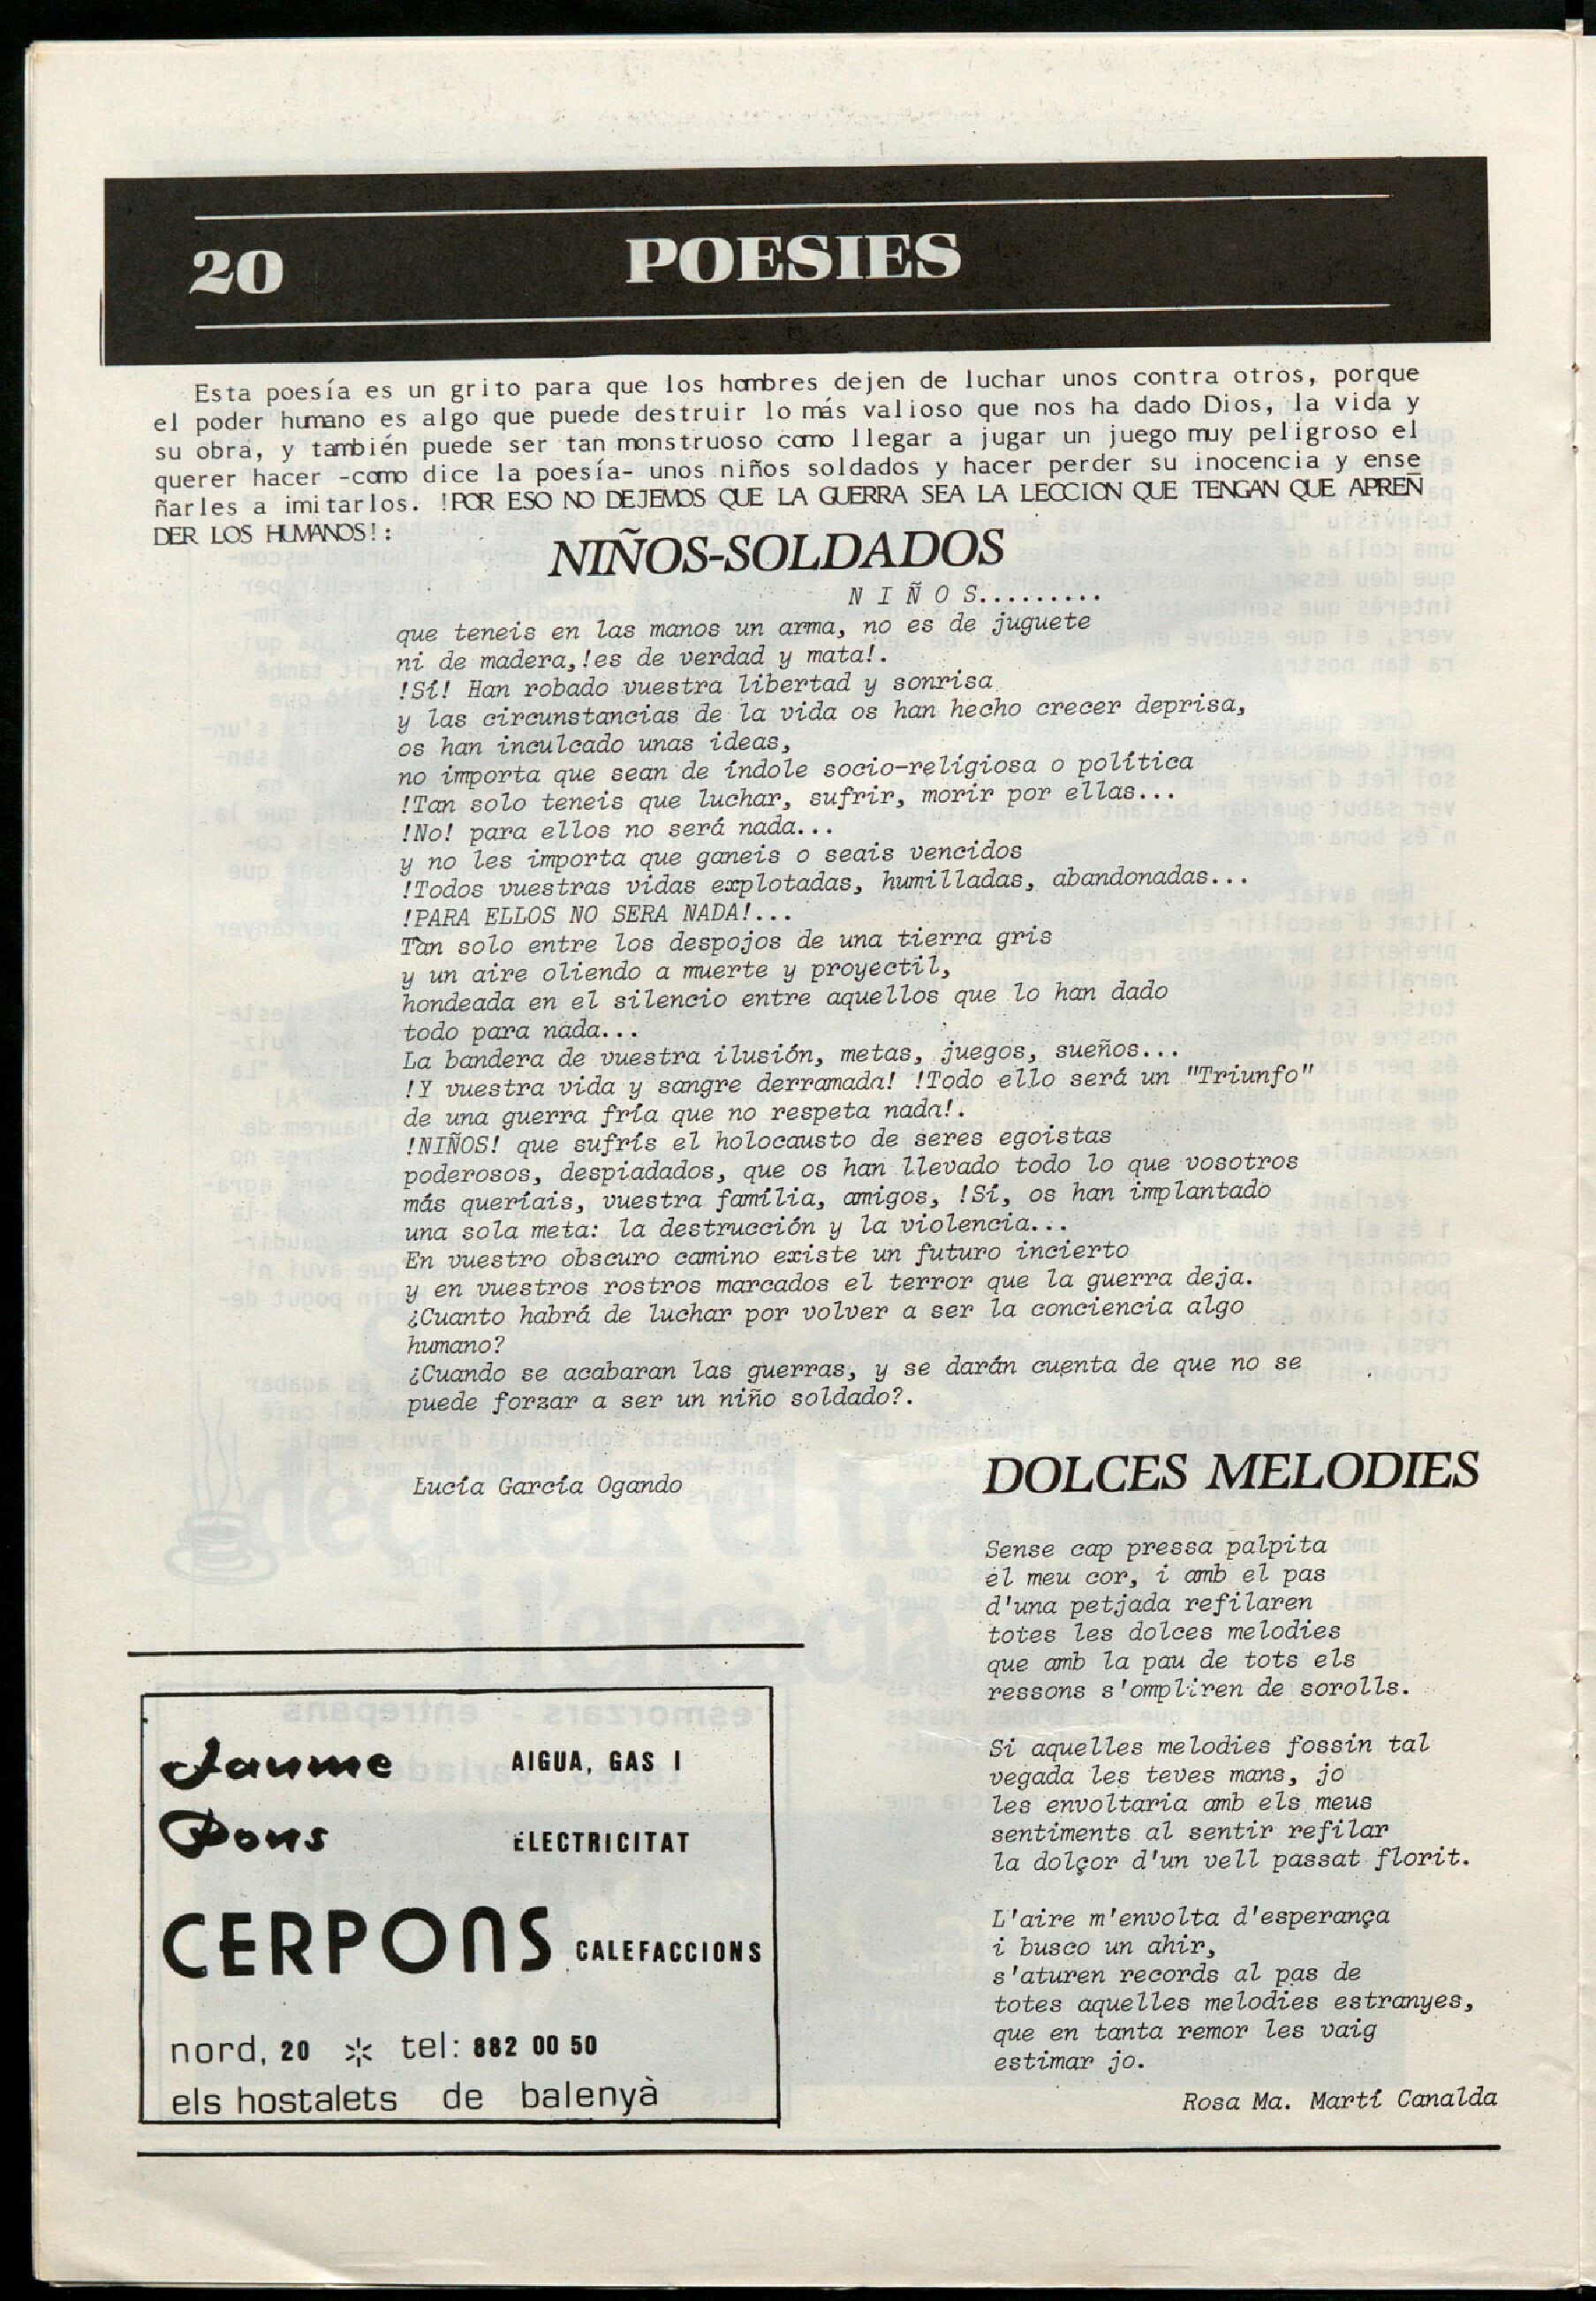 20 POESIES
Esta poesía es un grito para que los hombres dejen de luchar unos contra otros, porque
el poder humano es algo que puede destruir lo más valioso que nos ha dado Dios, la vida y
su obra, y también puede ser tan monstruoso como llegar a jugar un juego muy peligroso el
querer hacer -como dice la poesía- unos niños soldados y hacer perder su inocencia y ense
ñarles a imitarlos. !POR ESO NO DEJEMOS QUE LA GUERRA SEA LA LECCION QUE TENGAN QUE APREN
DER LOS HUMANOS!:
NIÑOS-SOLDADOS
N I Ñ O S.........
que teneis en las manos un arma, no es de juguete
ni de madera,!es de verdad y mata!.
!Sí! Han robado vuestra libertad y sonrisa
y las circunstancias de la vida os han hecho crecer deprisa,
os han inculcado unas ideas,
no importa que sean de índole socio-religiosa o política
!Tan solo teneis que luchar, sufrir, morir por ellas...
!No! para ellos no será nada...
y no les importa que ganeis o seais vencidos
!Todos vuestras vidas explotadas, humilladas, abandonadas...
!PARA ELLOS NO SERA NADA!...
Tan solo entre los despojos de una tierra gris
y un aire oliendo a muerte y proyectil,
hondeada en el silencio entre aquellos que lo han dado
todo para nada...
La bandera de vuestra ilusión, metas, juegos, sueños...
!Y vuestra vida y sangre derramada! !Todo ello será un "Triunfo"
de una guerra fría que no respeta nada!.
!NIÑOS! que sufrís el holocausto de seres egoistas
poderosos, despiadados, que os han llevado todo lo que vosotros
más queríais, vuestra família, amigos, !Sí, os han implantado
una sola meta: la destrucción y la violencia...
En vuestro obscuro camino existe un futuro incierto
y en vuestros rostros marcados el terror que la guerra deja.
¿Cuanto habrá de luchar por volver a ser la conciencia algo
humano?
¿Cuando se acabaran las guerras, y se darán cuenta de que no se
puede forzar a ser un niño soldado?.
Lucía García Ogando
DOLCES MELODIES
Sense cap pressa palpita
el meu cor, i amb el pas
d'una petjada refilaren
totes les dolces melodies
que amb la pau de tots els
ressons s'ompliren de sorolls.
Si aquelles melodies fossin tal
vegada les teves mans, jo
les envoltaria amb els meus
sentiments al sentir refilar
la dolçor d'un vell passat florit.
L'aire m'envolta d'esperança
i busco un ahir,
s'aturen records al pas de
totes aquelles melodies estranyes,
que en tanta remor les vaig
estimar jo.
Rosa Ma. Martí Canalda
Jaume AIGUA, GAS I
Pons ELECTRICITAT
CERPONS CALEFACCIONS
nord, 20 * tel: 882 00 50
els hostalets de balenyà